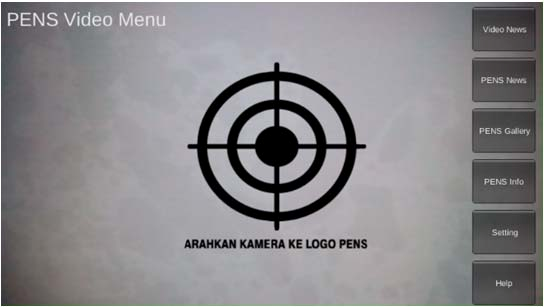 PENS Video Menu
Video News
PENS News
PENS Gallery
PENS Info
Setting
Help
ARAHKAN KAMERA KE LOGO PENS